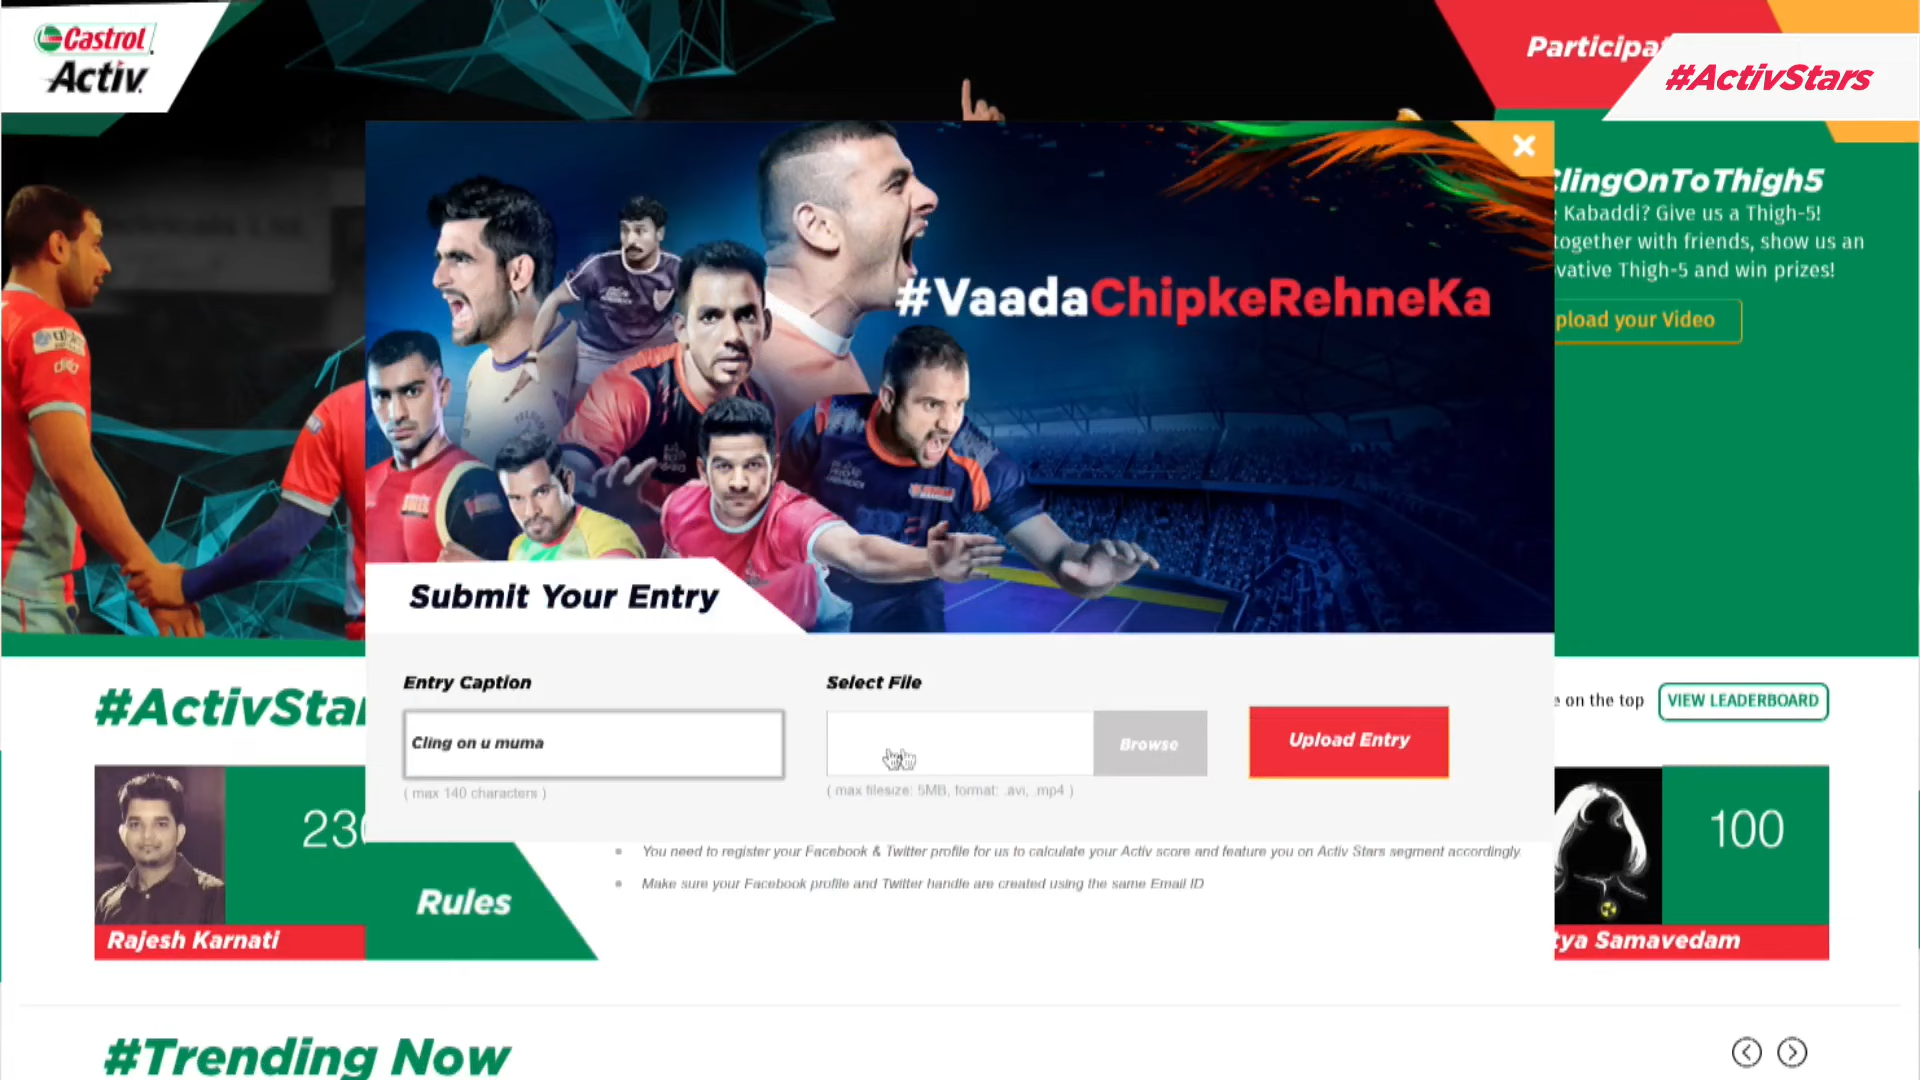 Castrol
Activ
Participa
#ActivStars
#VaadaChipkeRehneKa
ClingOnToThigh5
Kabaddi? Give us a Thigh-5!
together with friends, show us an
vative Thigh-5 and win prizes!
pload your Video
Submit Your Entry
Entry Caption
Select File
Cling on u muma
Browse
Upload Entry
( max 140 characters )
( max filesize: 5MB, format: .avi, .mp4 )
#ActivStar
e on the top
VIEW LEADERBOARD
230
100
You need to register your Facebook & Twitter profile for us to calculate your Activ score and feature you on Activ Stars segment accordingly.
Make sure your Facebook profile and Twitter handle are created using the same Email ID
Rules
Rajesh Karnati
tya Samavedam
#Trending Now